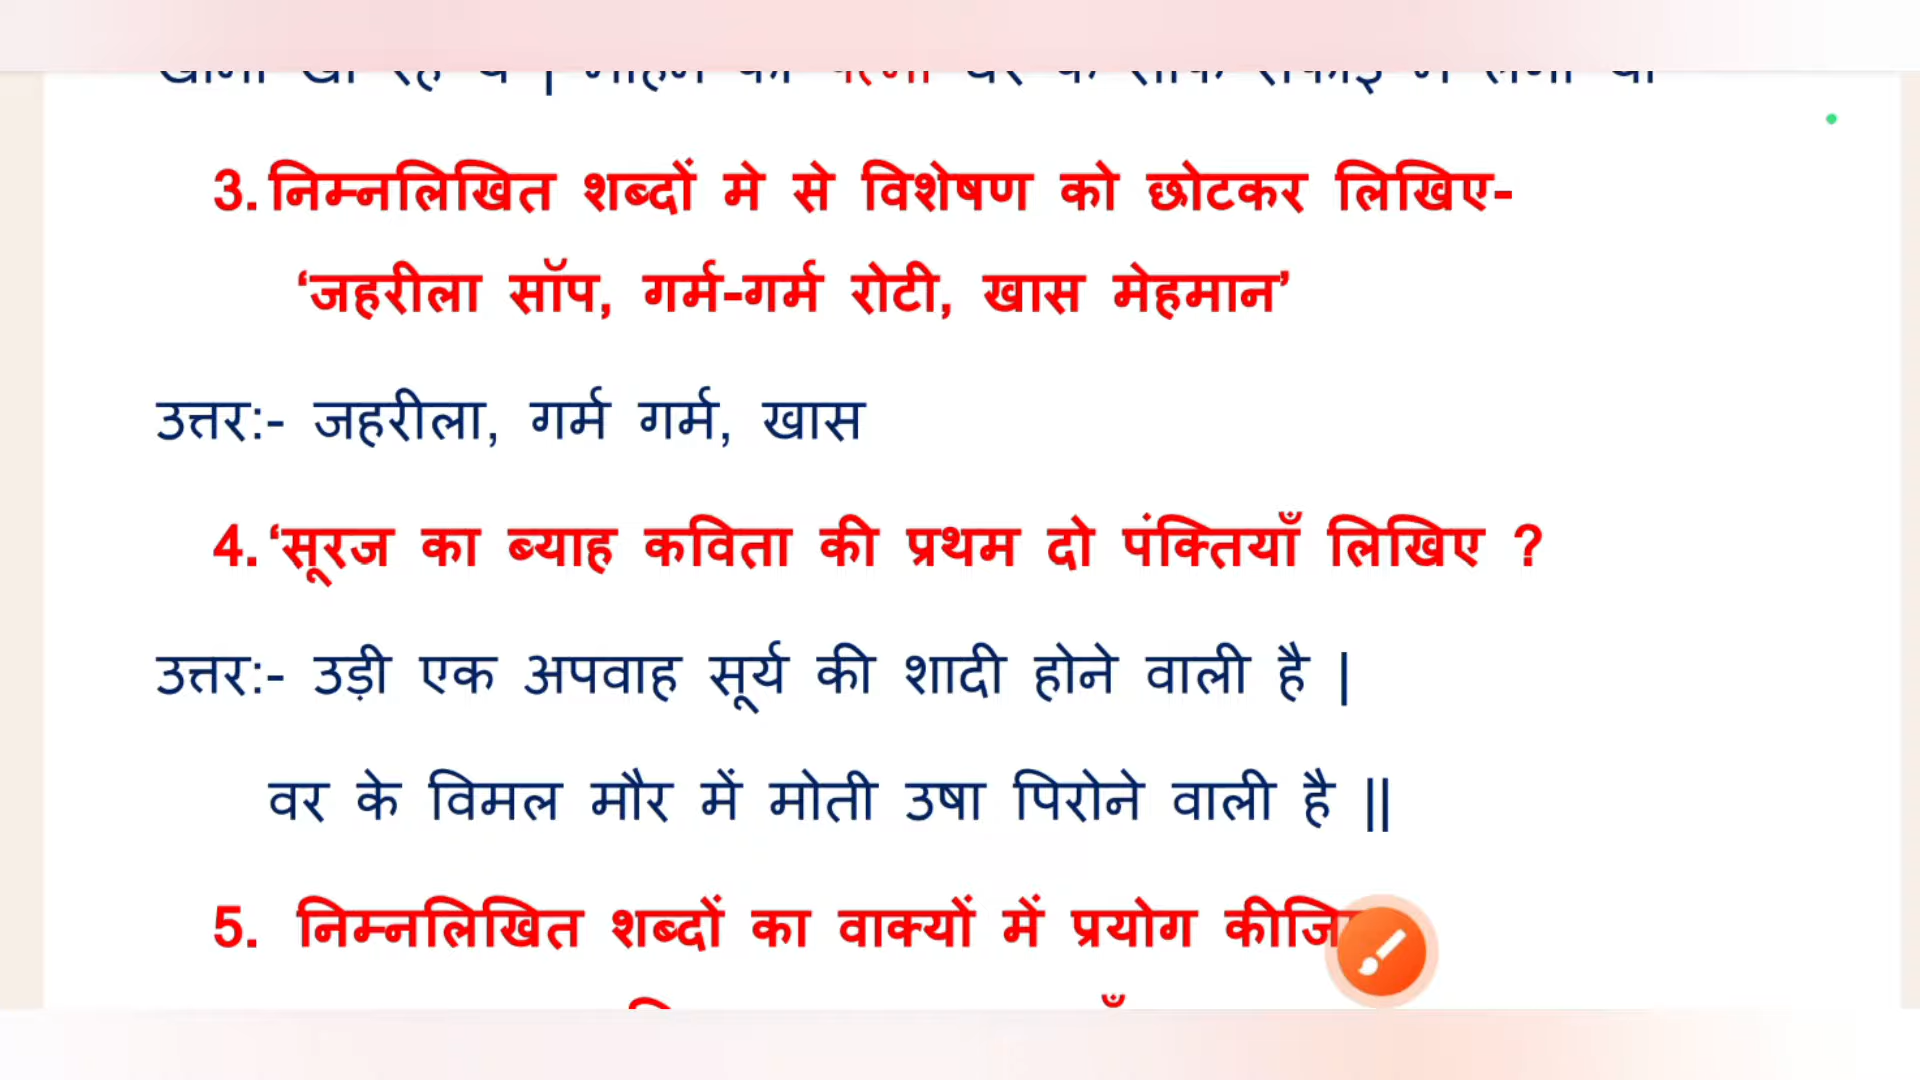 3. निम्नलिखित शब्दों मे से विशेषण को छोटकर लिखिए-
‘जहरीला सॉप, गर्म-गर्म रोटी, खास मेहमान’
उत्तर:- जहरीला, गर्म गर्म, खास
4. ‘सूरज का ब्याह कविता की प्रथम दो पंक्तियाँ लिखिए ?
उत्तर:- उड़ी एक अपवाह सूर्य की शादी होने वाली है |
वर के विमल मौर में मोती उषा पिरोने वाली है ||
5. निम्नलिखित शब्दों का वाक्यों में प्रयोग